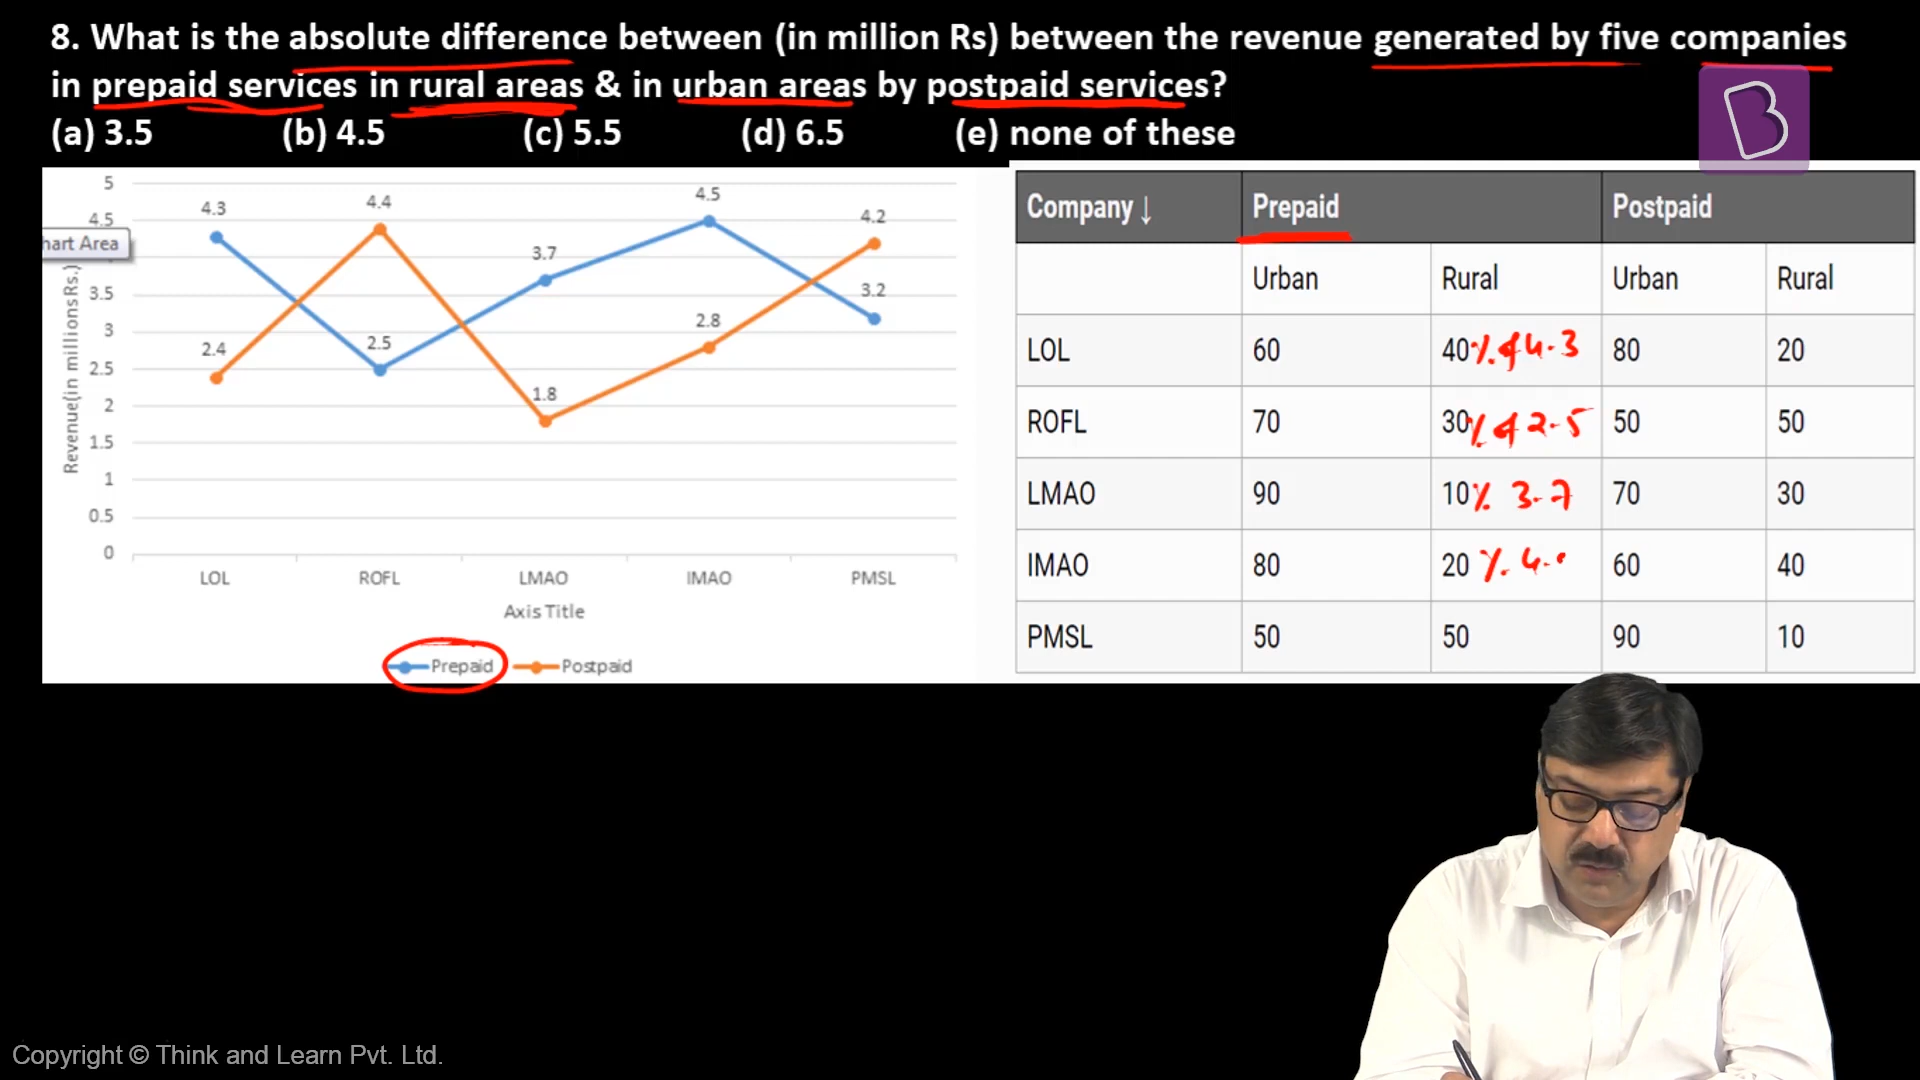 8. What is the absolute difference between (in million Rs) between the revenue generated by five companies
in prepaid services in rural areas & in urban areas by postpaid services?
(a) 3.5 (b) 4.5 (c) 5.5 (d) 6.5 (e) none of these
B
5
4.5
3.5
3
2.5
2
1.5
1
0.5
0
hart Area
Revenue(in millionsRs.)
4.3 4.4 4.5 4.2
3.7
3.2
2.4 2.5 2.8
1.8
LOL ROFL LMAO IMAO PMSL
Axis Title
Prepaid Postpaid
Company ↓ Prepaid Postpaid
Urban Rural Urban Rural
LOL 60 40 % of 4.3 80 20
ROFL 70 30 % of 2.5 50 50
LMAO 90 10 % 3.7 70 30
IMAO 80 20 % 4. 60 40
PMSL 50 50 90 10
Copyright © Think and Learn Pvt. Ltd.